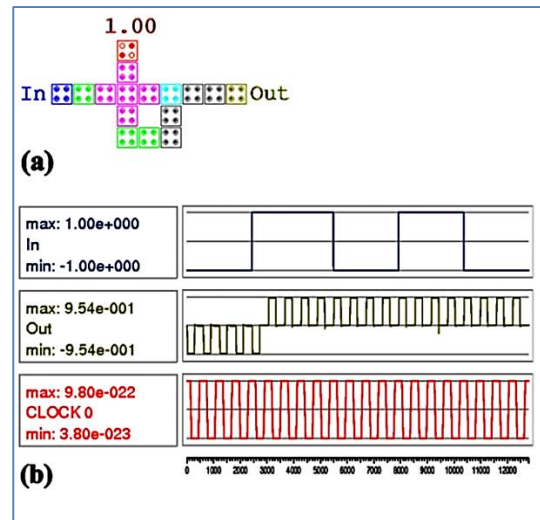 1.00
In Out
(a)
max: 1.00e+000
In
min: -1.00e+000
max: 9.54e-001
Out
min: -9.54e-001
max: 9.80e-022
CLOCK 0
min: 3.80e-023
(b)
0 1000 2000 3000 4000 5000 6000 7000 8000 9000 10000 11000 12000